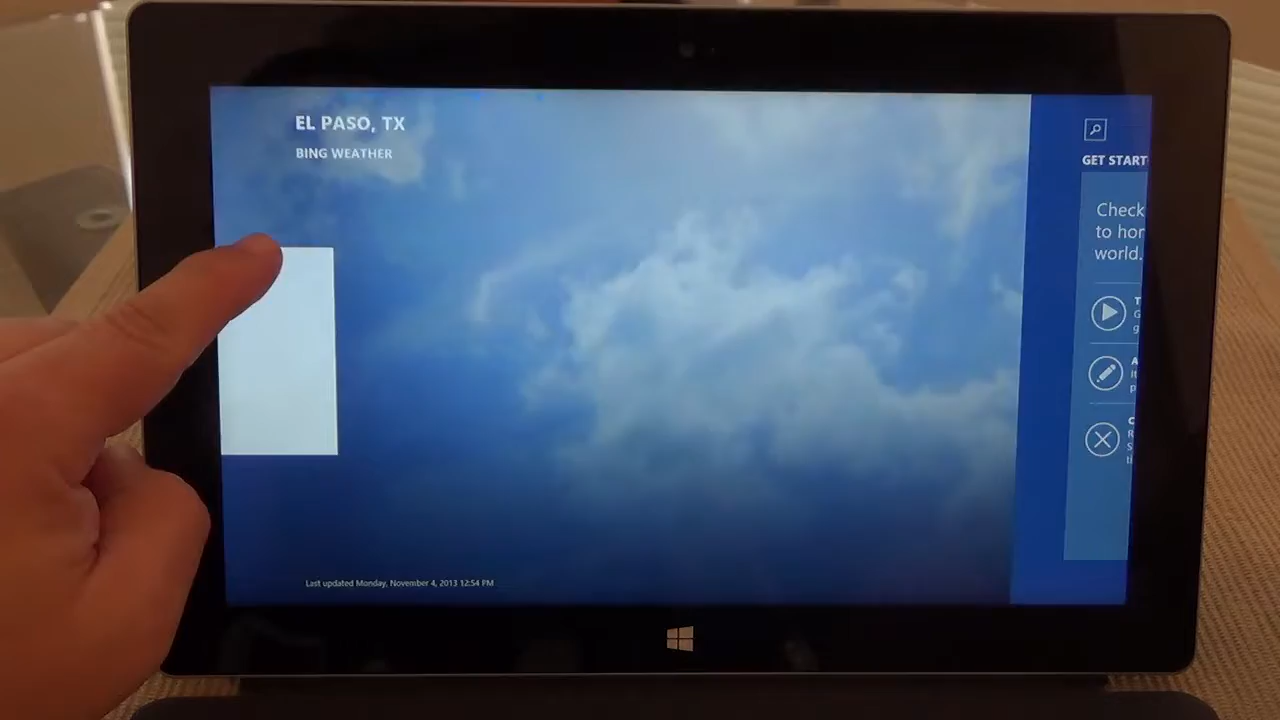 EL PASO, TX
BING WEATHER
GET START
Check
to hor
world.
Last updated Monday, November 4, 2013 12:54 PM